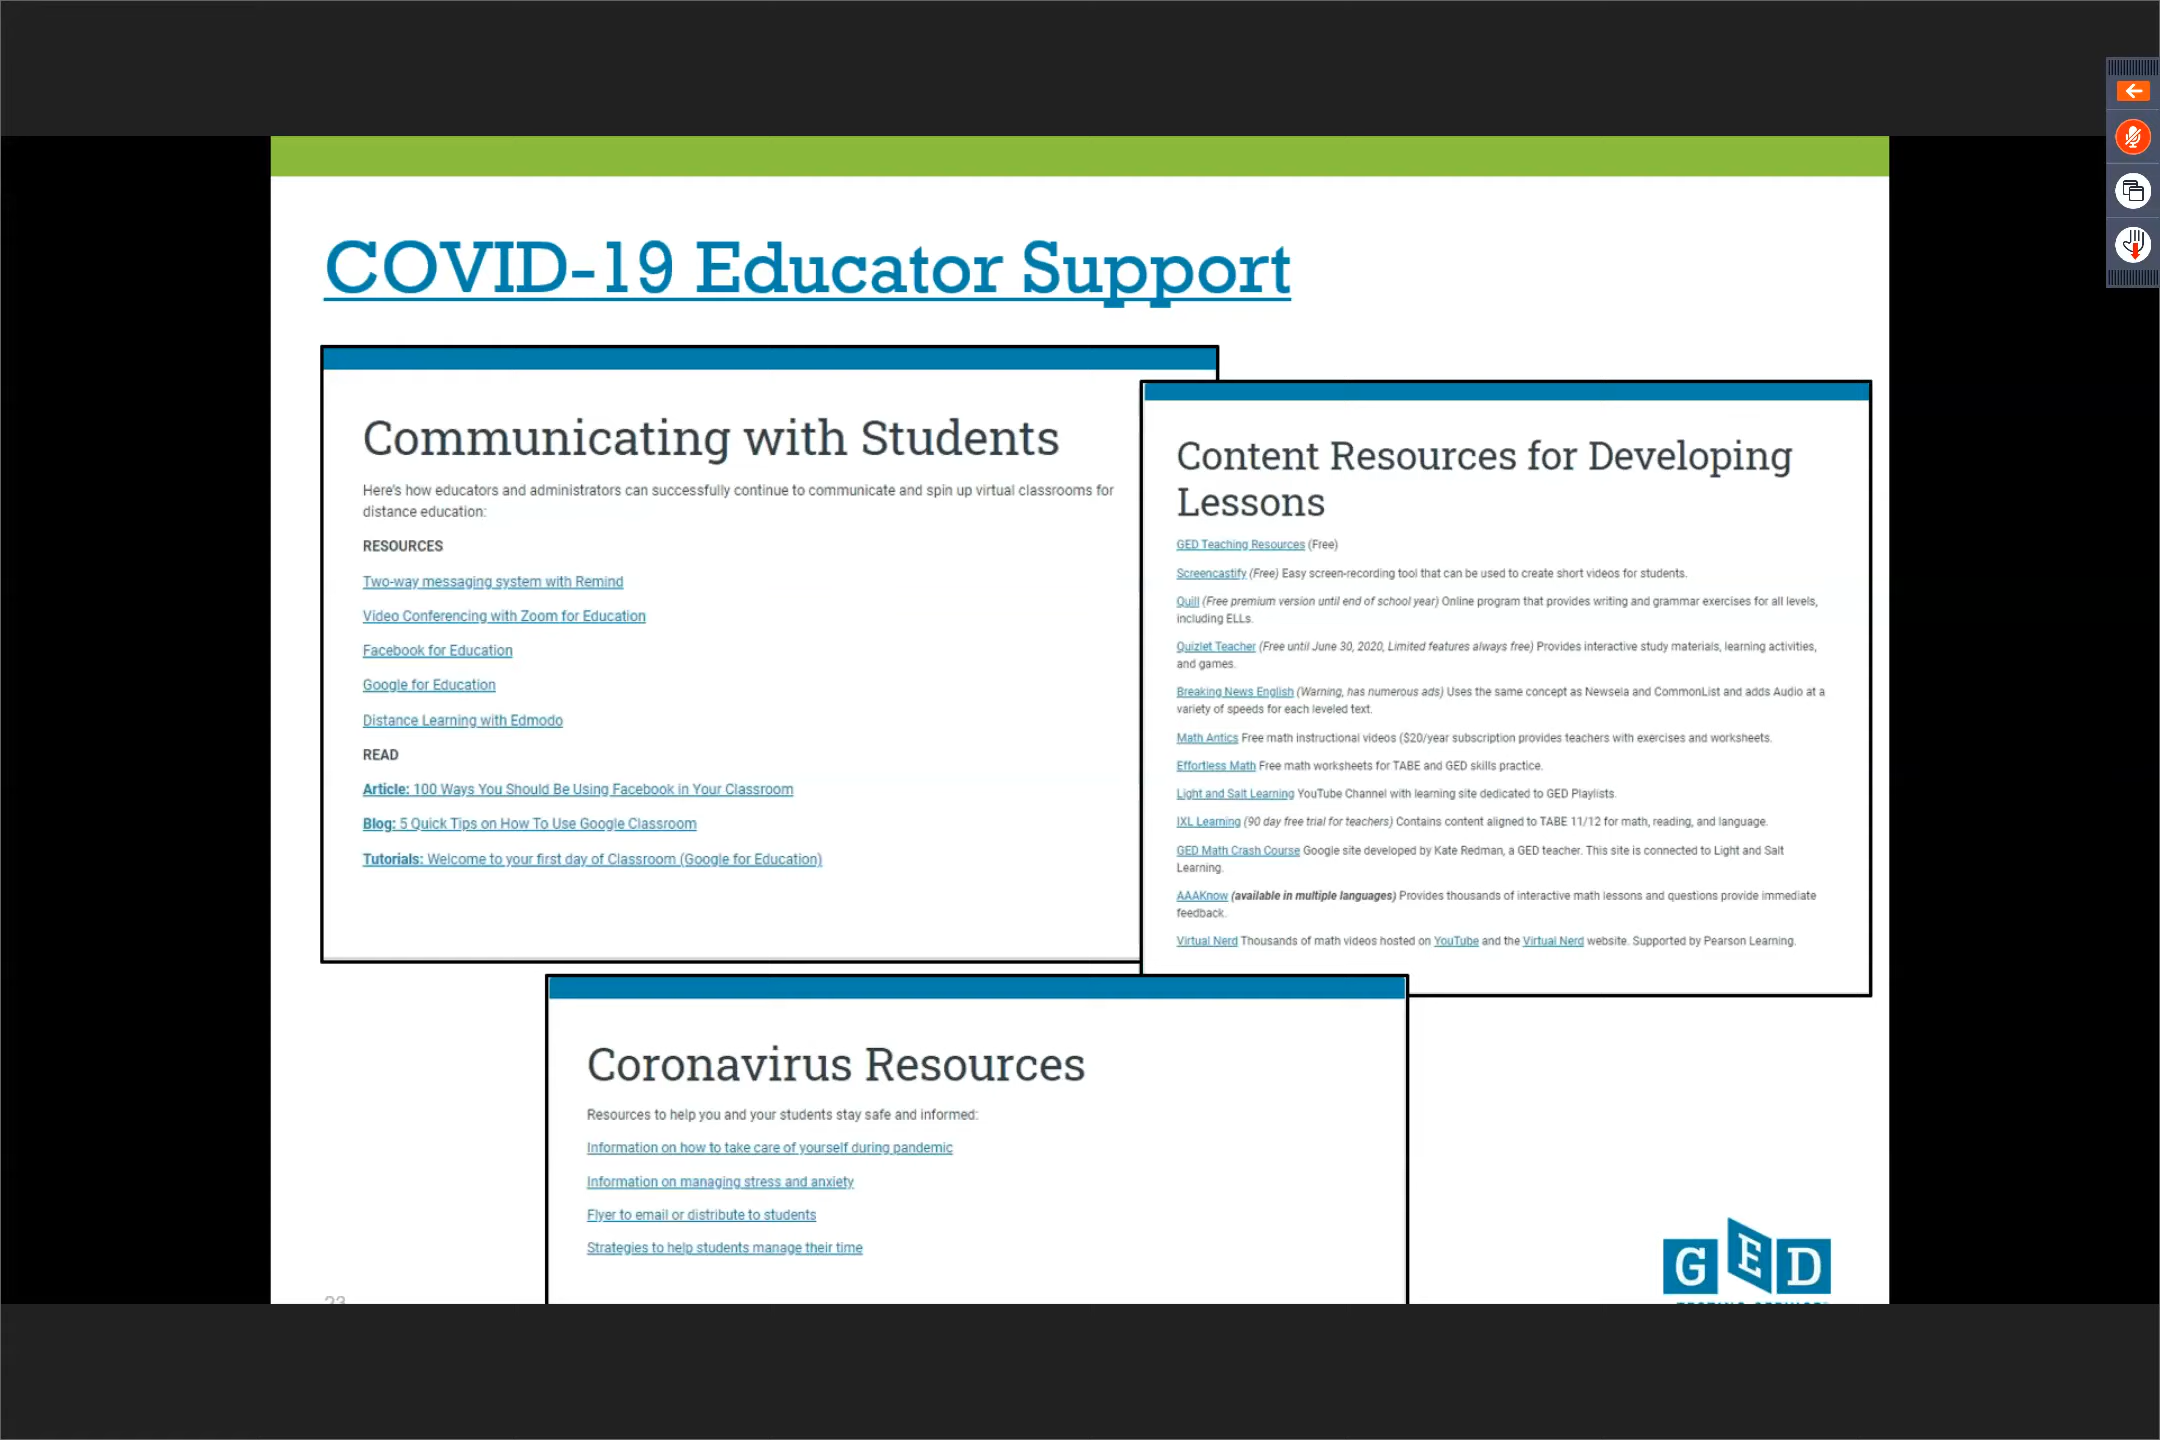 COVID-19 Educator Support
Communicating with Students
Here's how educators and administrators can successfully continue to communicate and spin up virtual classrooms for
distance education:
RESOURCES
Two-way messaging system with Remind
Video Conferencing with Zoom for Education
Facebook for Education
Google for Education
Distance Learning with Edmodo
READ
Article: 100 Ways You Should Be Using Facebook in Your Classroom
Blog: 5 Quick Tips on How To Use Google Classroom
Tutorials: Welcome to your first day of Classroom (Google for Education)
Content Resources for Developing
Lessons
GED Teaching Resources (Free)
Screencastify (Free) Easy screen-recording tool that can be used to create short videos for students.
Quill (Free premium version until end of school year) Online program that provides writing and grammar exercises for all levels,
including ELLs.
Quizlet Teacher (Free until June 30, 2020, Limited features always free) Provides interactive study materials, learning activities,
and games.
Breaking News English (Warning, has numerous ads) Uses the same concept as Newsela and CommonList and adds Audio at a
variety of speeds for each leveled text.
Math Antics Free math instructional videos ($20/year subscription provides teachers with exercises and worksheets.
Effortless Math Free math worksheets for TABE and GED skills practice.
Light and Salt Learning YouTube Channel with learning site dedicated to GED Playlists.
IXL Learning (90 day free trial for teachers) Contains content aligned to TABE 11/12 for math, reading, and language.
GED Math Crash Course Google site developed by Kate Redman, a GED teacher. This site is connected to Light and Salt
Learning.
AAAKnow (available in multiple languages) Provides thousands of interactive math lessons and questions provide immediate
feedback.
Virtual Nerd Thousands of math videos hosted on YouTube and the Virtual Nerd website. Supported by Pearson Learning.
Coronavirus Resources
Resources to help you and your students stay safe and informed:
Information on how to take care of yourself during pandemic
Information on managing stress and anxiety
Flyer to email or distribute to students
Strategies to help students manage their time
GED